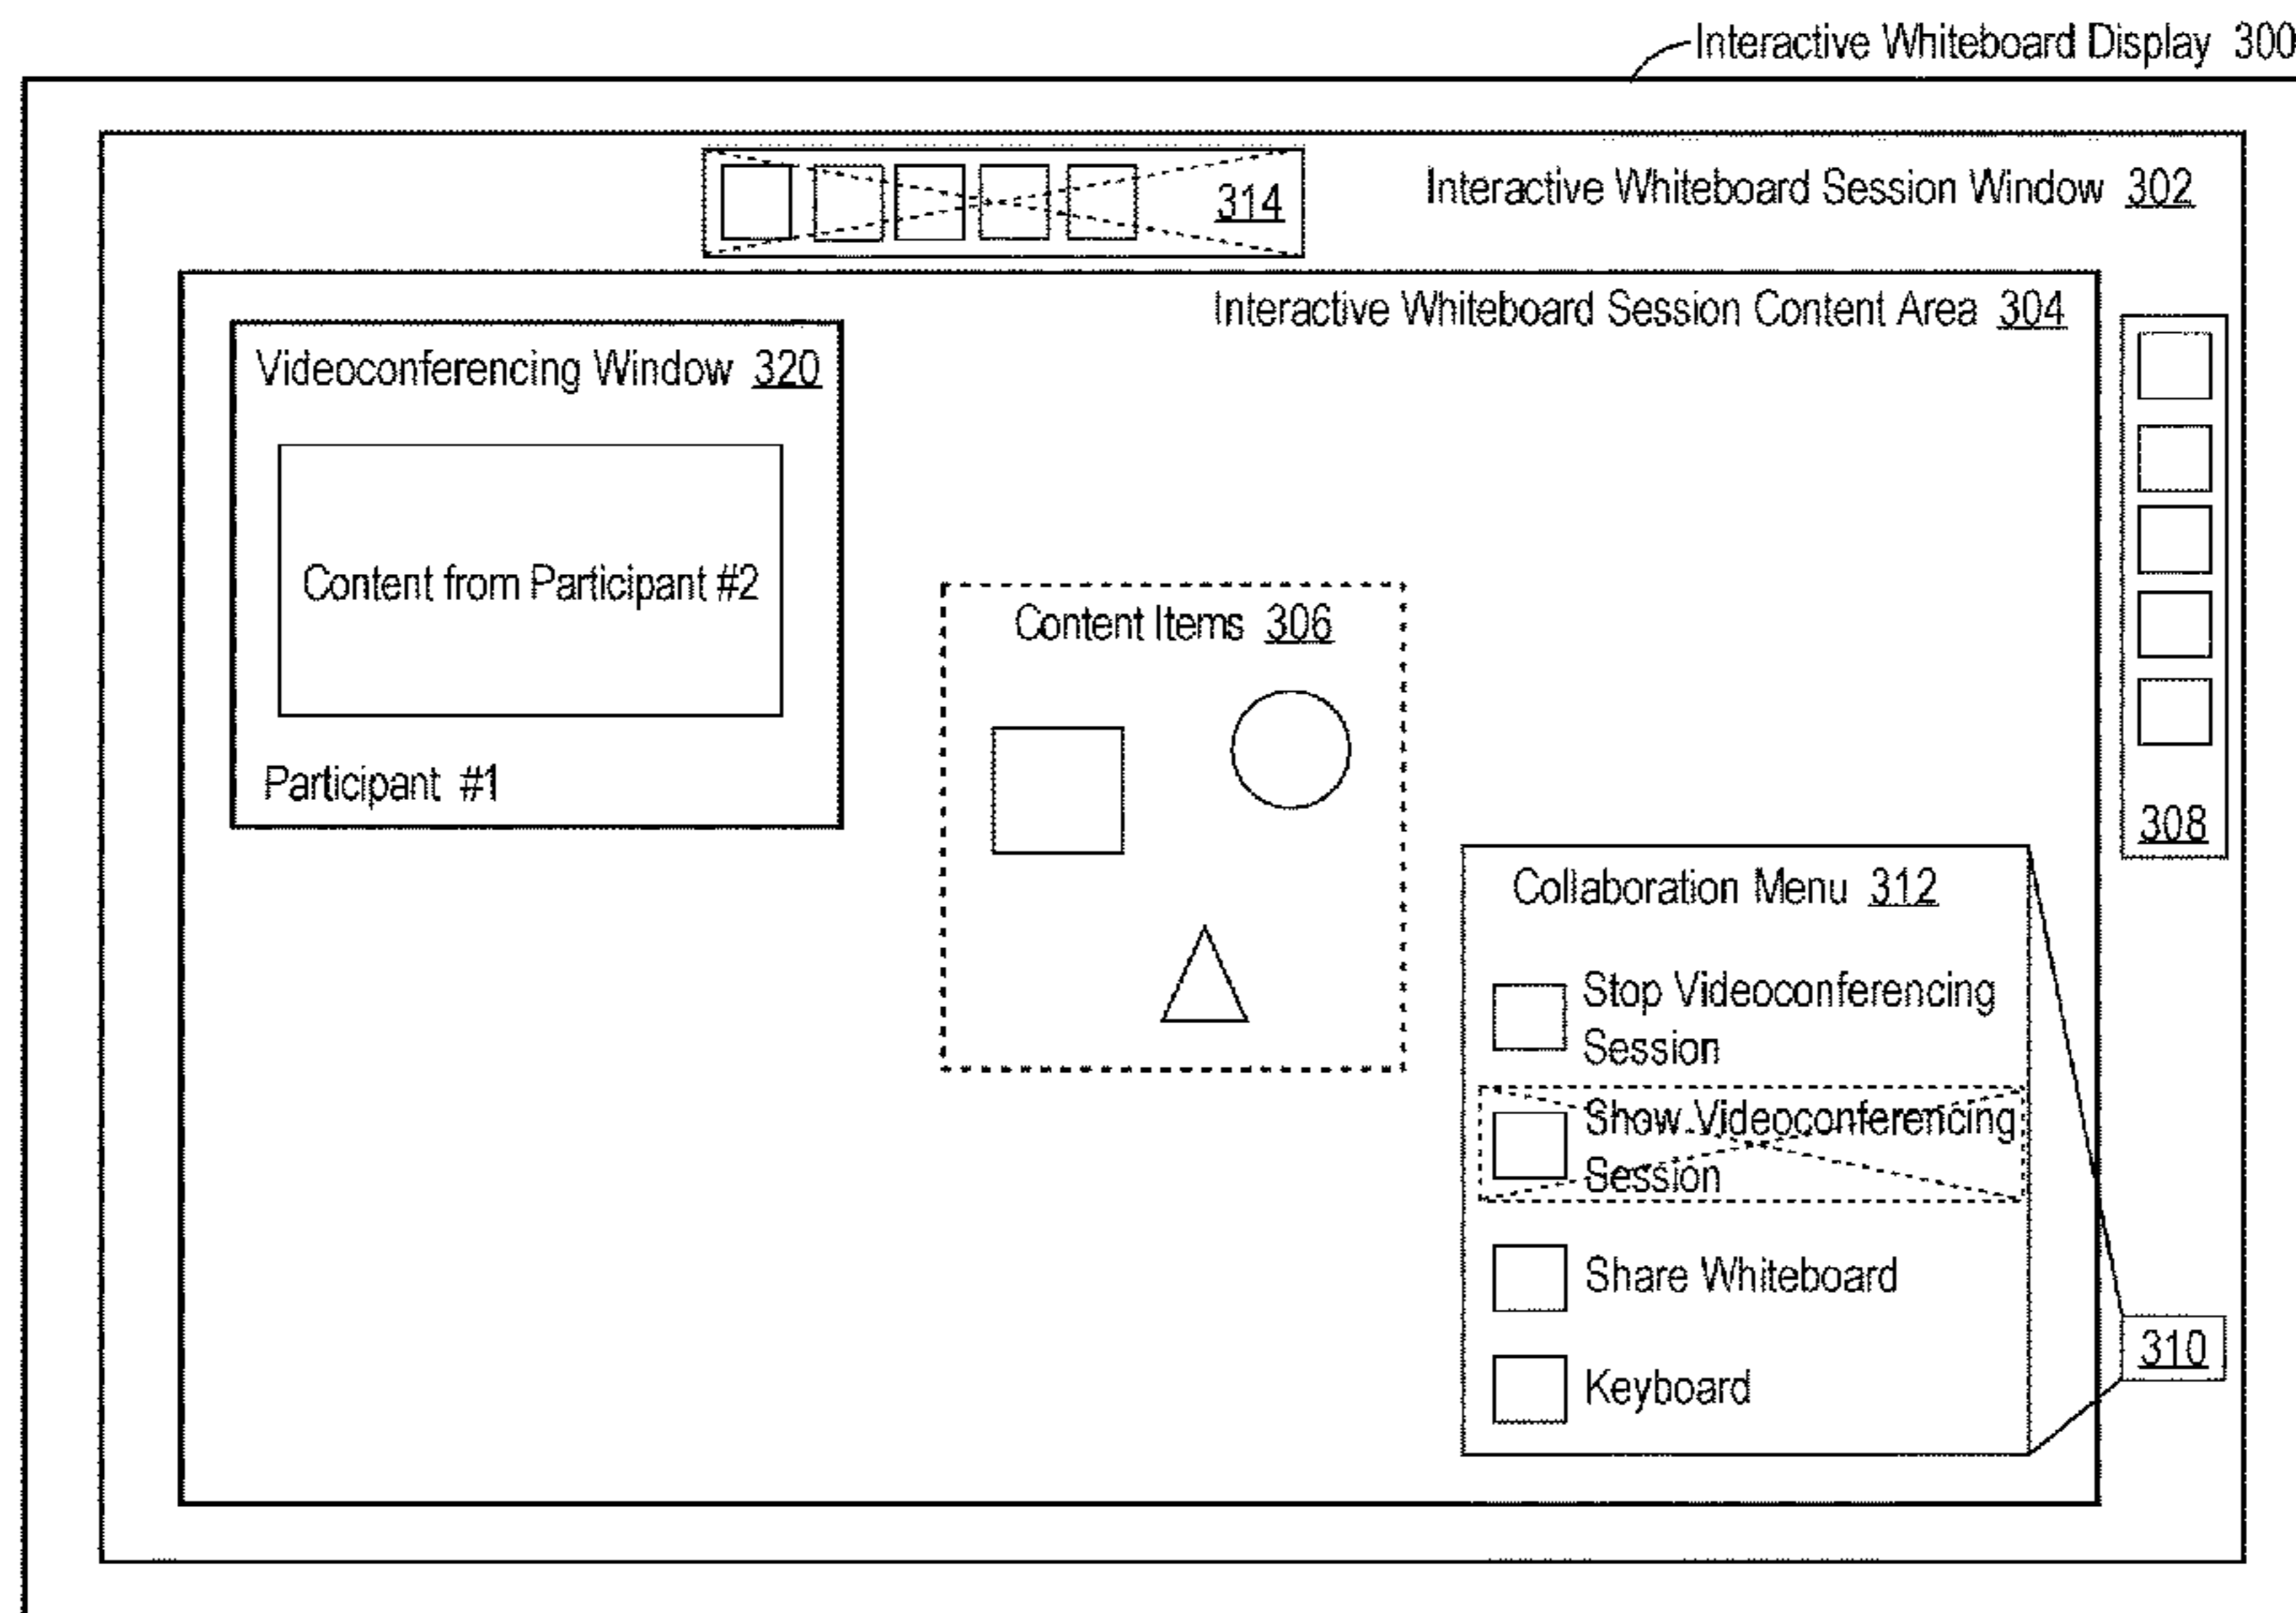 Interactive Whiteboard Display 300
Interactive Whiteboard Session Window 302
314
Interactive Whiteboard Session Content Area 304
Videoconferencing Window 320
Content from Participant #2
Participant #1
Content Items 306
308
Collaboration Menu 312
Stop Videoconferencing
Session
Show Videoconferencing
Session
Share Whiteboard
Keyboard
310